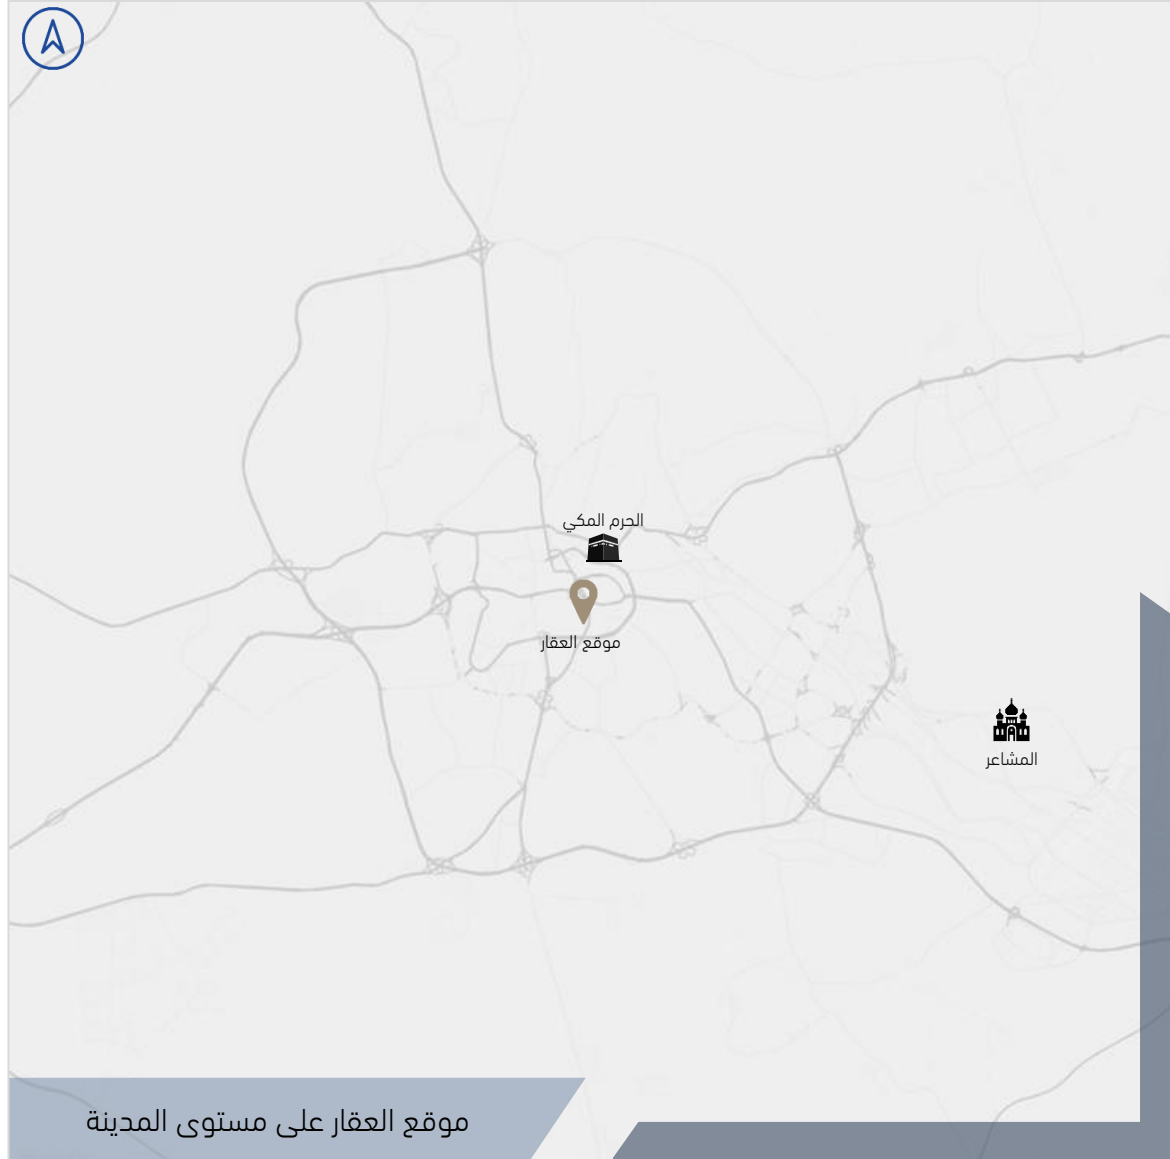 الحرم المكي
موقع العقار
المشاعر
موقع العقار على مستوى المدينة